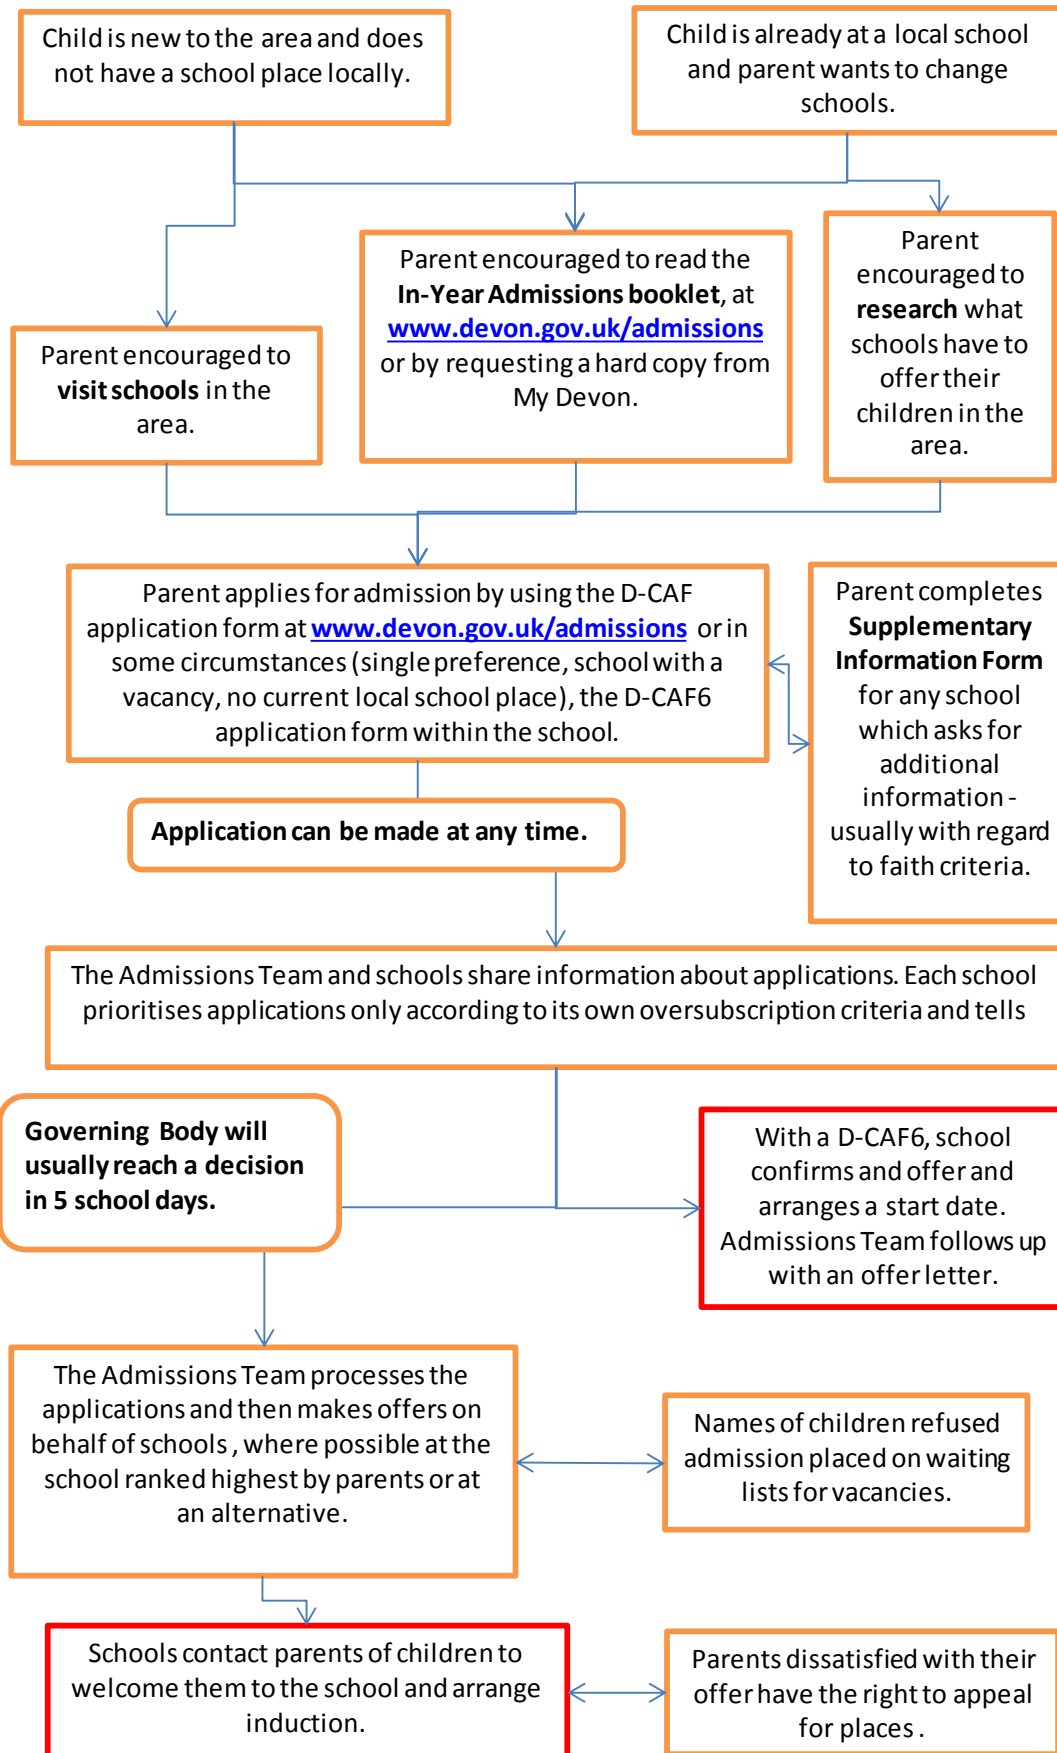 Child is new to the area and does
not have a school place locally.
Child is already at a local school
and parent wants to change
schools.
Parent encouraged to
visit schools in the
area.
Parent encouraged to read the
In-Year Admissions booklet, at
www.devon.gov.uk/admissions
or by requesting a hard copy from
My Devon.
Parent
encouraged to
research what
schools have to
offer their
children in the
area.
Parent applies for admission by using the D-CAF
application form at www.devon.gov.uk/admissions or in
some circumstances (single preference, school with a
vacancy, no current local school place), the D-CAF6
application form within the school.
Parent completes
Supplementary
Information Form
for any school
which asks for
additional
information -
usually with regard
to faith criteria.
Application can be made at any time.
The Admissions Team and schools share information about applications. Each school
prioritises applications only according to its own oversubscription criteria and tells
Governing Body will
usually reach a decision
in 5 school days.
With a D-CAF6, school
confirms and offer and
arranges a start date.
Admissions Team follows up
with an offer letter.
The Admissions Team processes the
applications and then makes offers on
behalf of schools , where possible at the
school ranked highest by parents or at
an alternative.
Names of children refused
admission placed on waiting
lists for vacancies.
Schools contact parents of children to
welcome them to the school and arrange
induction.
Parents dissatisfied with their
offer have the right to appeal
for places .